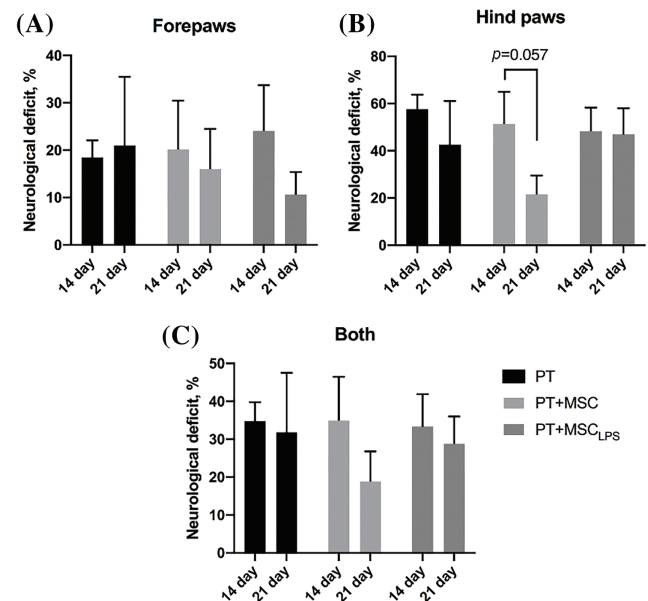 (A)
Forepaws
Neurological deficit, %
40
30
20
10
0
14 day
21 day
14 day
21 day
14 day
21 day
(B)
Hind paws
Neurological deficit, %
80
60
40
20
0
p=0.057
14 day
21 day
14 day
21 day
14 day
21 day
(C)
Both
Neurological deficit, %
50
40
30
20
10
0
14 day
21 day
14 day
21 day
14 day
21 day
PT
PT+MSC
PT+MSC_LPS